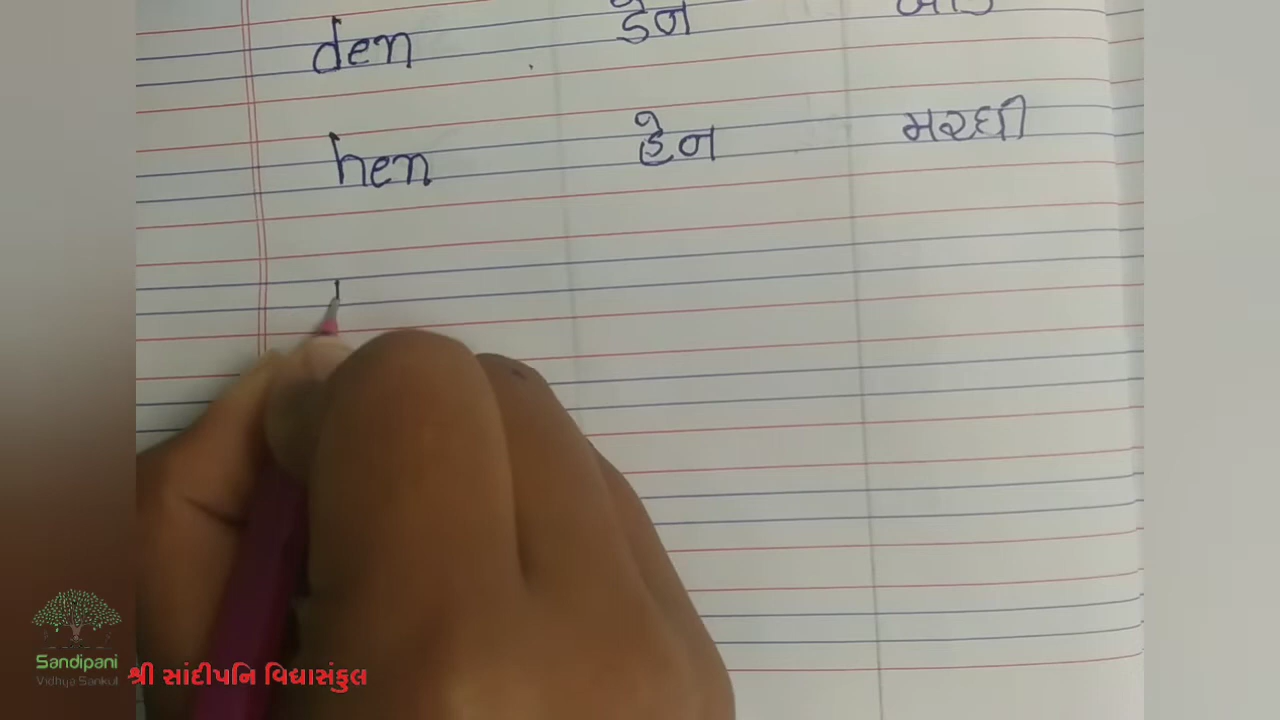 den ડેન
hen હેન મરઘી
Sandipani
Vidhya Sankul
શ્રી સાંદીપનિ વિદ્યાસંકુલ